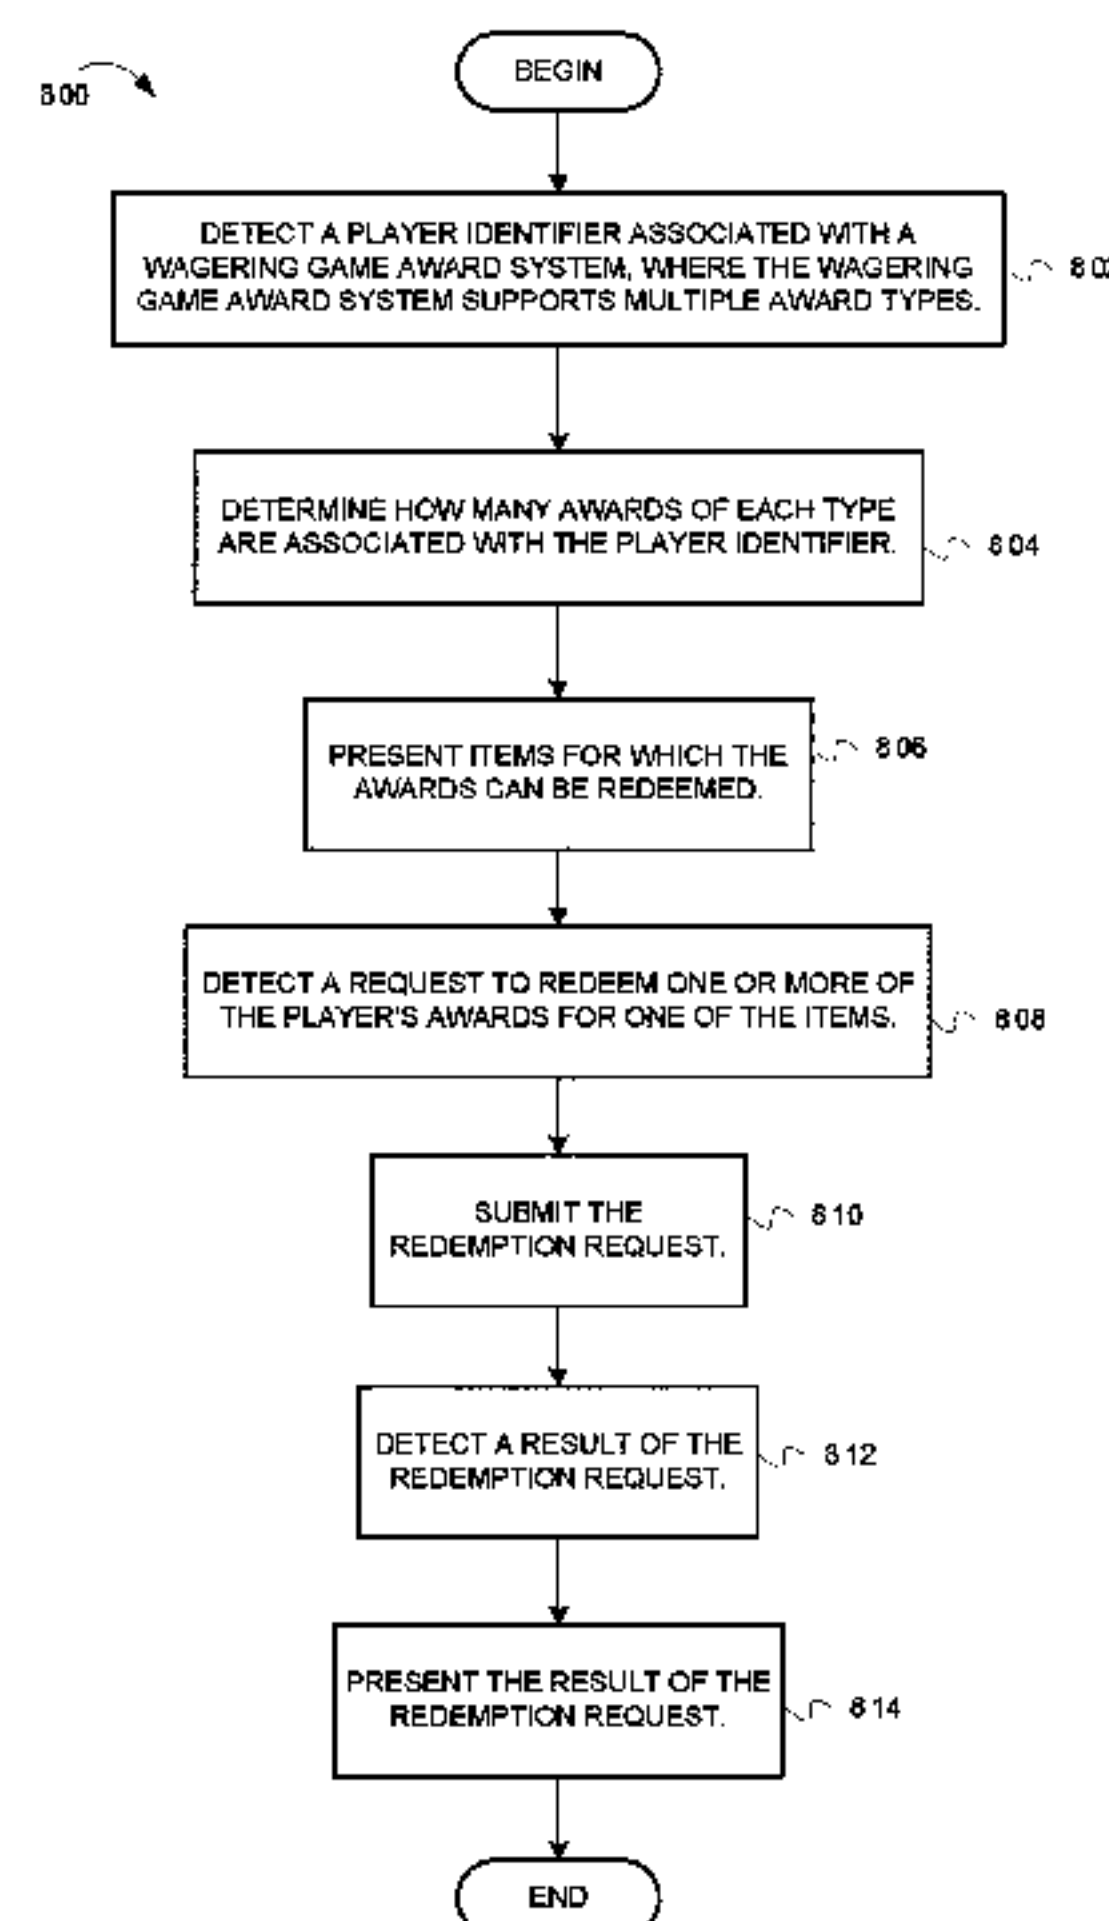 BEGIN
800
DETECT A PLAYER IDENTIFIER ASSOCIATED WITH A
WAGERING GAME AWARD SYSTEM, WHERE THE WAGERING
GAME AWARD SYSTEM SUPPORTS MULTIPLE AWARD TYPES.
802
DETERMINE HOW MANY AWARDS OF EACH TYPE
ARE ASSOCIATED WITH THE PLAYER IDENTIFIER.
804
PRESENT ITEMS FOR WHICH THE
AWARDS CAN BE REDEEMED.
806
DETECT A REQUEST TO REDEEM ONE OR MORE OF
THE PLAYER'S AWARDS FOR ONE OF THE ITEMS.
808
SUBMIT THE
REDEMPTION REQUEST.
810
DETECT A RESULT OF THE
REDEMPTION REQUEST.
812
PRESENT THE RESULT OF THE
REDEMPTION REQUEST.
814
END